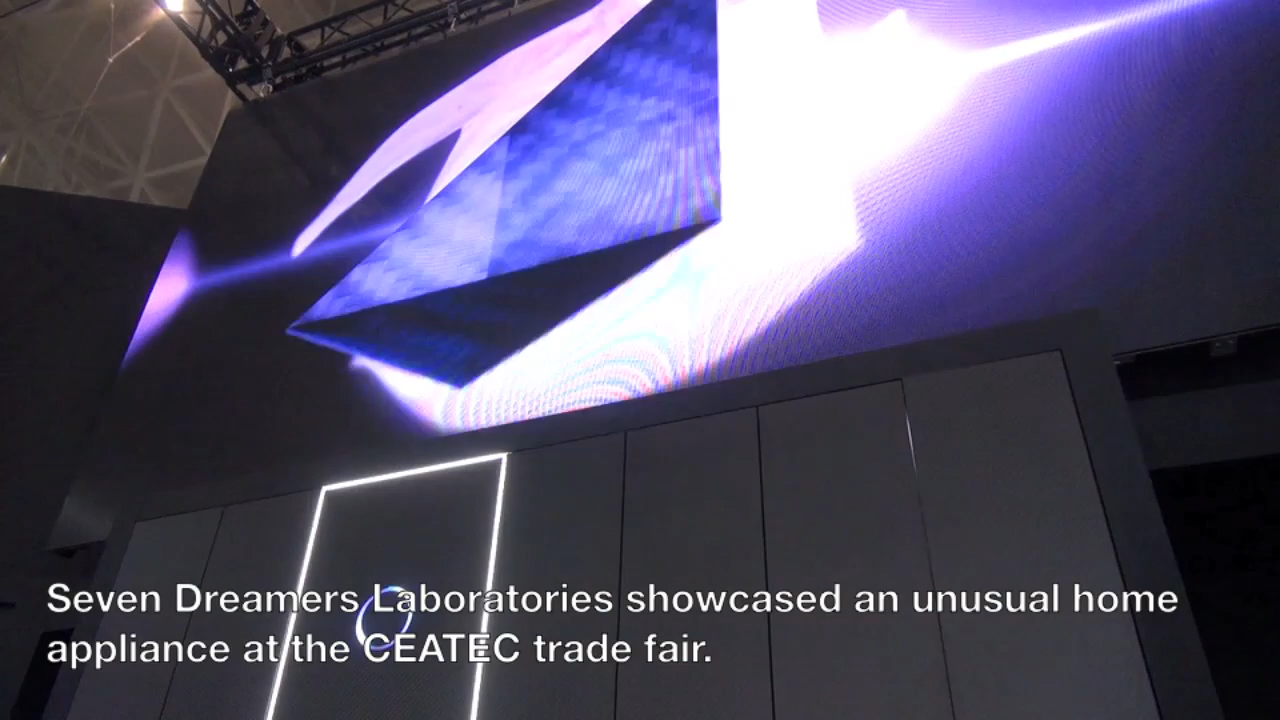 Seven Dreamers Laboratories showcased an unusual home
appliance at the CEATEC trade fair.